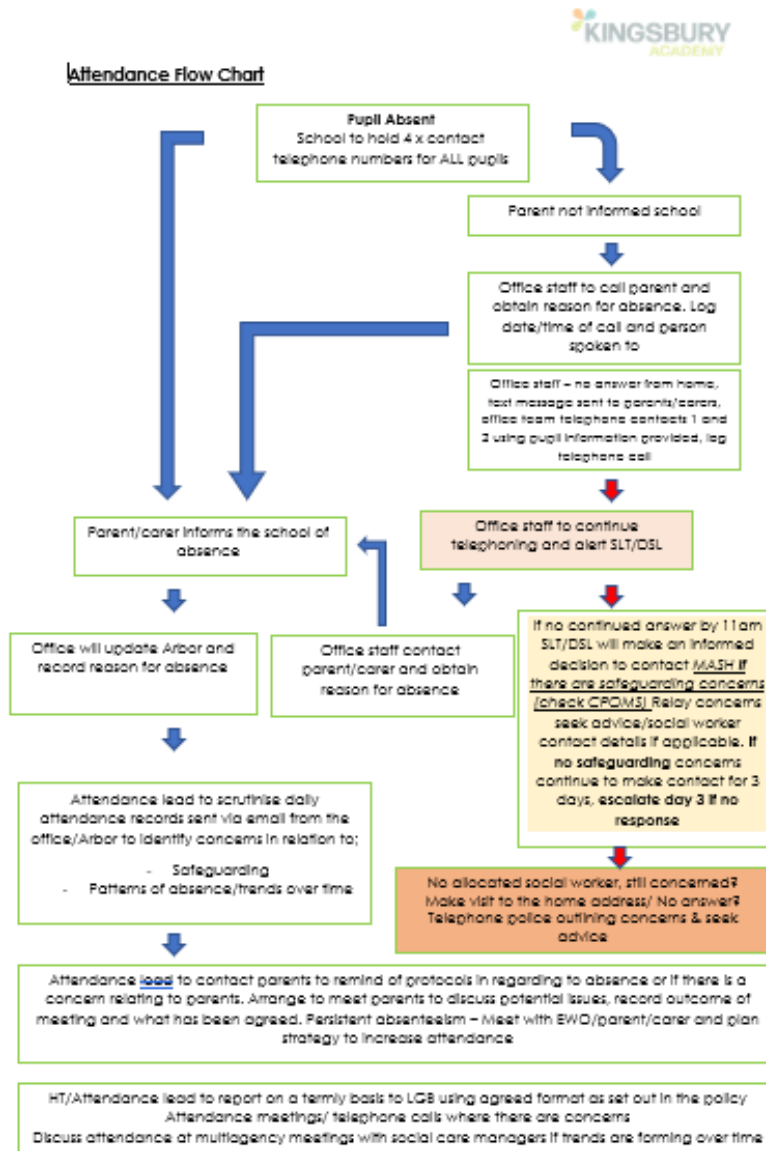 KINGSBURY
ACADEMY
Attendance Flow Chart
Pupil Absent
School to hold 4 x contact
telephone numbers for ALL pupils
Parent not informed school
Office staff to call parent and
obtain reason for absence. Log
date/time of call and person
spoken to
Office staff – no answer from home,
text message sent to parents/carers,
office team telephone contacts 1 and
2 using pupil information provided, log
telephone call
Parent/carer informs the school of
absence
Office staff to continue
telephoning and alert SLT/DSL
Office will update Arbor and
record reason for absence
Office staff contact
parent/carer and obtain
reason for absence
If no continued answer by 11am
SLT/DSL will make an informed
decision to contact MASH if
there are safeguarding concerns
(check CPOMS) Relay concerns
seek advice/social worker
contact details if applicable. If
no safeguarding concerns
continue to make contact for 3
days, escalate day 3 if no
response
Attendance lead to scrutinise daily
attendance records sent via email from the
office/Arbor to identify concerns in relation to;
- Safeguarding
- Patterns of absence/trends over time
No allocated social worker, still concerned?
Make visit to the home address/ No answer?
Telephone police outlining concerns & seek
advice
Attendance lead to contact parents to remind of protocols in regarding to absence or if there is a
concern relating to parents. Arrange to meet parents to discuss potential issues, record outcome of
meeting and what has been agreed. Persistent absenteeism – Meet with EWO/parent/carer and plan
strategy to increase attendance
HT/Attendance lead to report on a termly basis to LGB using agreed format as set out in the policy
Attendance meetings/ telephone calls where there are concerns
Discuss attendance at multiagency meetings with social care managers if trends are forming over time